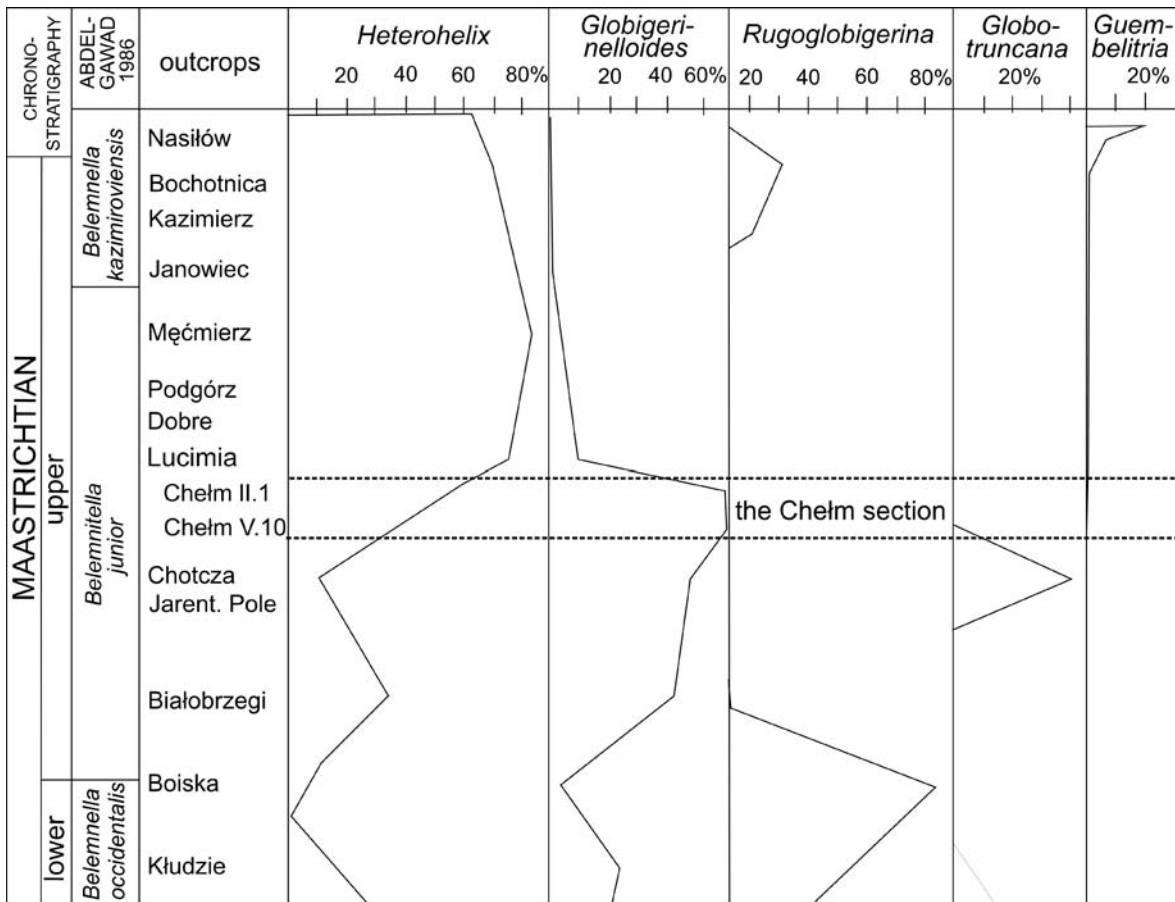 CHRONO-
STRATIGRAPHY
ABDEL-
GAWAD
1986
outcrops
Heterohelix
20 40 60 80%
Globigeri-
nelloides
20 40 60%
Rugoglobigerina
20 40 60 80%
Globo-
truncana
20%
Guem-
belitria
20%
MAASTRICHTIAN
upper
lower
Belemnella
kazimiroviensis
Belemnitella
junior
Belemnella
occidentalis
Nasiłów
Bochotnica
Kazimierz
Janowiec
Męćmierz
Podgórz
Dobre
Lucimia
Chełm II.1
Chełm V.10
the Chełm section
Chotcza
Jarent. Pole
Białobrzegi
Boiska
Kłudzie